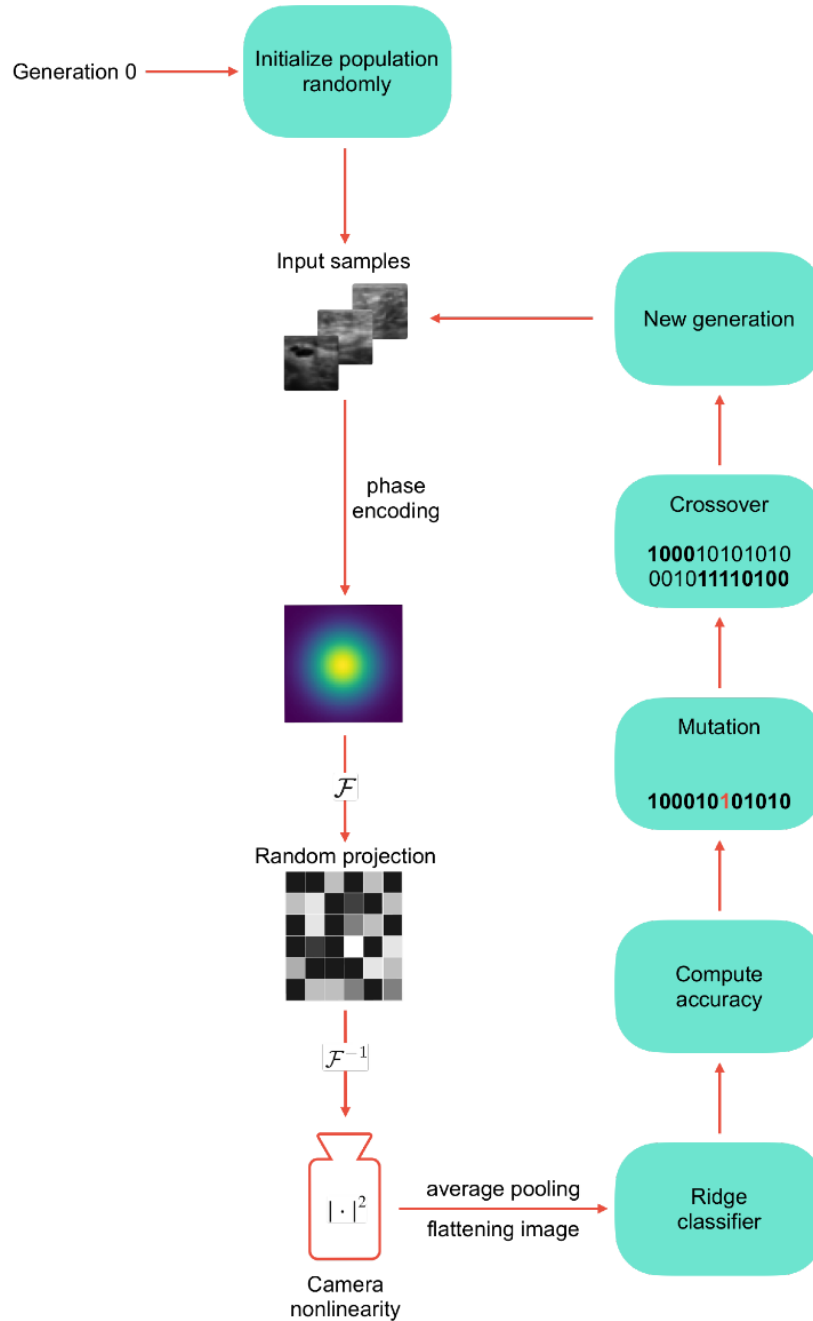 Generation 0
Initialize population
randomly
Input samples
New generation
phase
encoding
Crossover
100010101010
001011110100
Mutation
100010101010
ℱ
Random projection
Compute
accuracy
ℱ⁻¹
|·|²
average pooling
flattening image
Ridge
classifier
Camera
nonlinearity